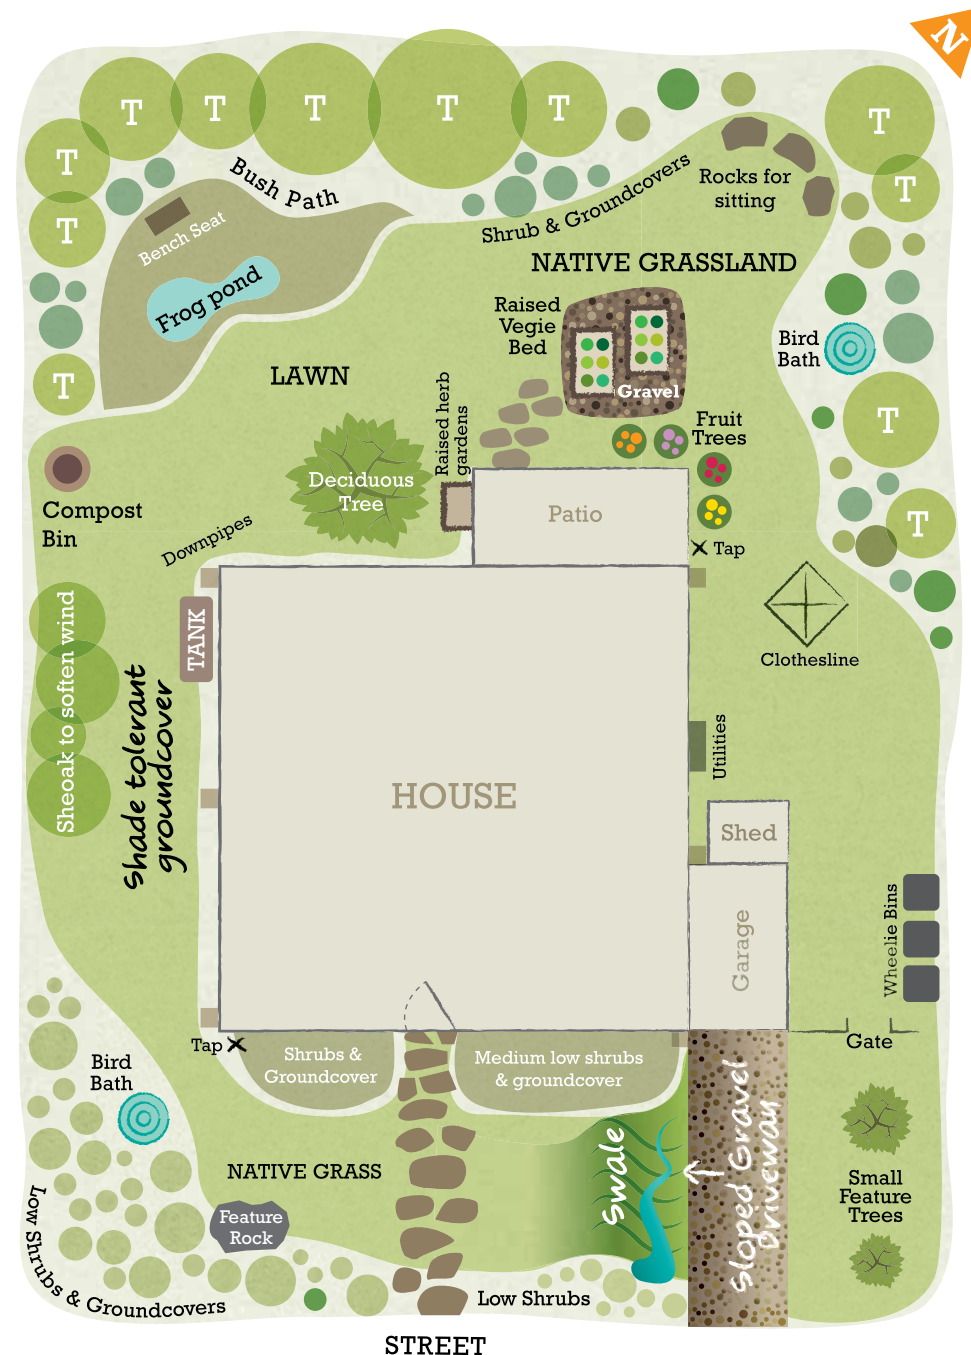 N
T
T
T
T
T
T
T
T
T
Bush Path
Shrub & Groundcovers
Rocks for
sitting
Bench Seat
Frog pond
NATIVE GRASSLAND
Raised
Vegie
Bed
Gravel
Bird
Bath
T
LAWN
T
Raised herb
gardens
Fruit
Trees
Deciduous
Tree
Compost
Bin
Patio
T
Downpipes
Tap
Clothesline
TANK
Sheoak to soften wind
Shade tolerant
groundcover
HOUSE
Utilities
Shed
Garage
Wheelie Bins
Gate
Tap
Shrubs &
Groundcover
Medium low shrubs
& groundcover
Bird
Bath
NATIVE GRASS
Swale
Sloped Gravel
Driveway
Small
Feature
Trees
Feature
Rock
Low Shrubs & Groundcovers
Low Shrubs
STREET